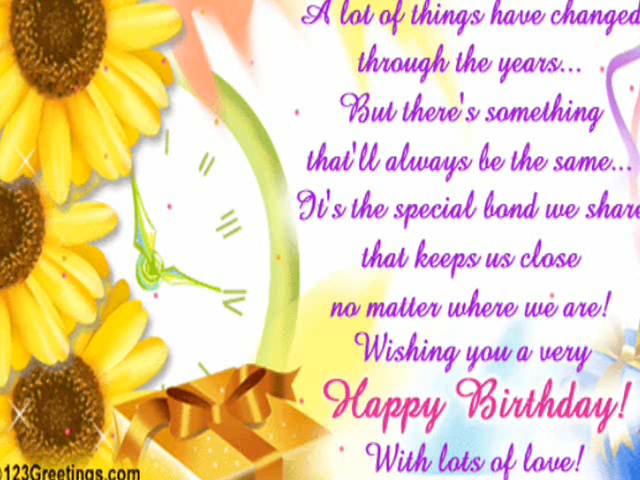 A lot of things have changed
through the years...
But there's something
that'll always be the same...
It's the special bond we share
that keeps us close
no matter where we are!
Wishing you a very
Happy Birthday!
With lots of love!
©123Greetings.com